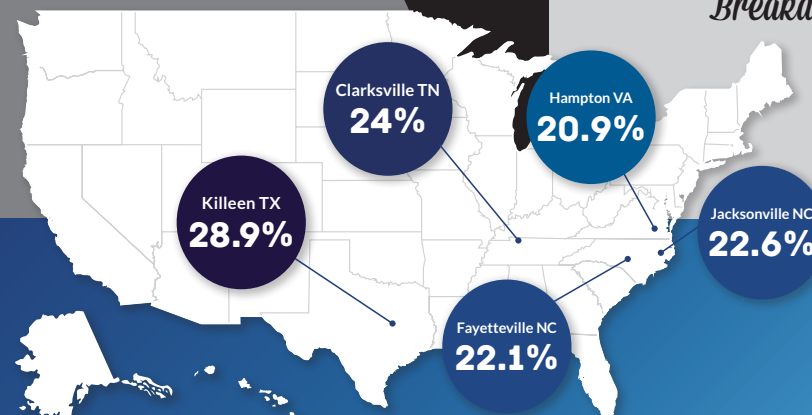 Clarksville TN
24%
Hampton VA
20.9%
Killeen TX
28.9%
Jacksonville NC
22.6%
Fayetteville NC
22.1%